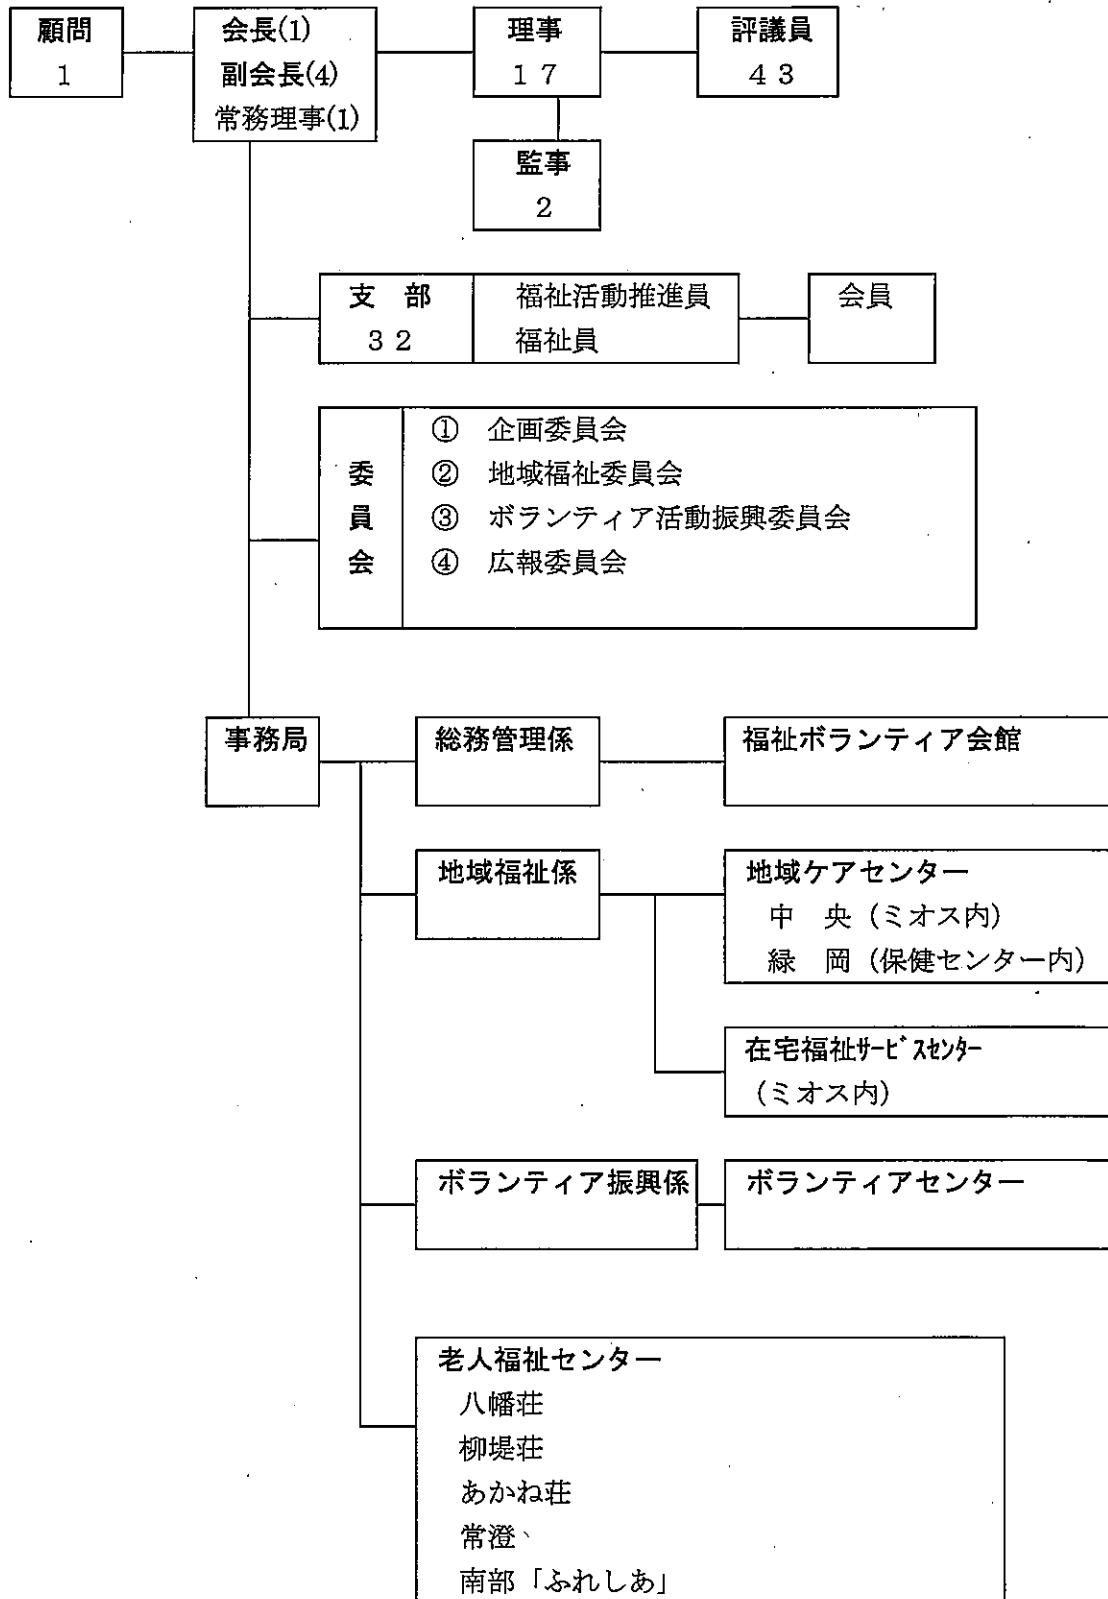 顧問
1
会長(1)
副会長(4)
常務理事(1)
理事
17
評議員
43
監事
2
支 部
32
福祉活動推進員
福祉員
会員
委員会
① 企画委員会
② 地域福祉委員会
③ ボランティア活動振興委員会
④ 広報委員会
事務局
総務管理係
福祉ボランティア会館
地域福祉係
地域ケアセンター
中 央 (ミオス内)
緑 岡 (保健センター内)
在宅福祉ｻｰﾋﾞｽｾﾝﾀｰ
(ミオス内)
ボランティア振興係
ボランティアセンター
老人福祉センター
八幡荘
柳堤荘
あかね荘
常澄
南部「ふれしあ」